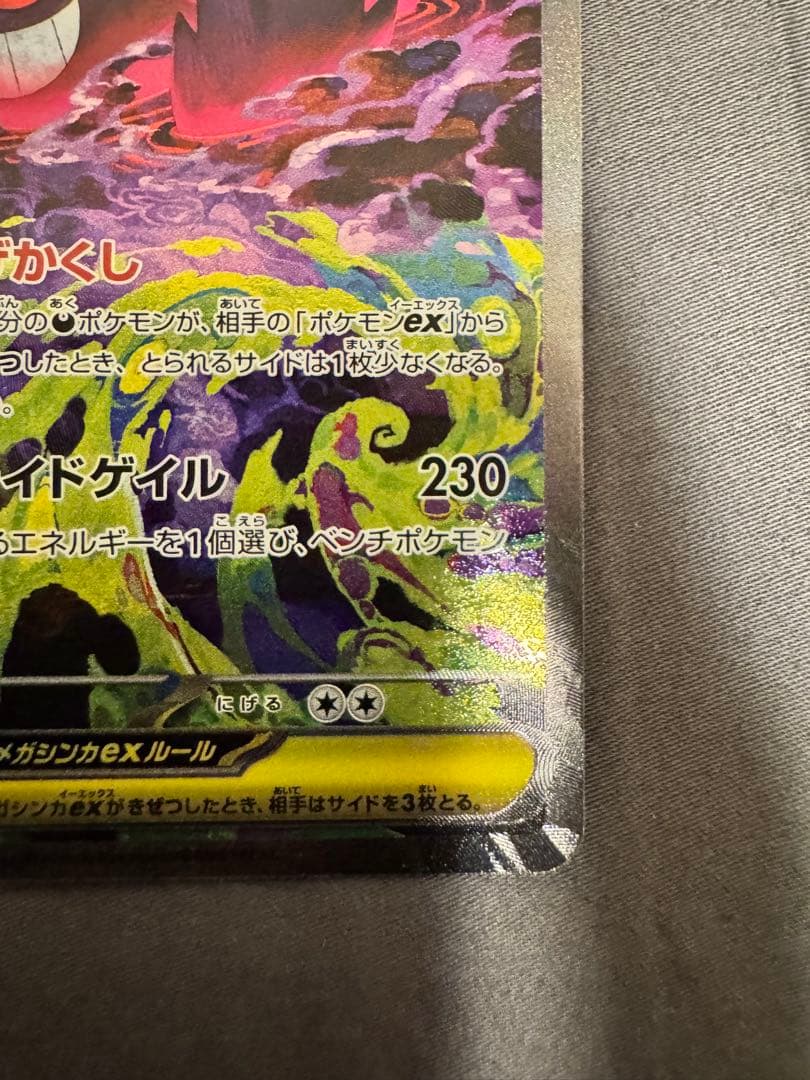 げかくし
分のポケモンが、相手の「ポケモンex」から
つしたとき、とられるサイドは1枚少なくなる。
。
イドゲイル 230
るエネルギーを1個選び、ベンチポケモン
にげる
メガシンカexルール
ガシンカexがきぜつしたとき、相手はサイドを3枚とる。